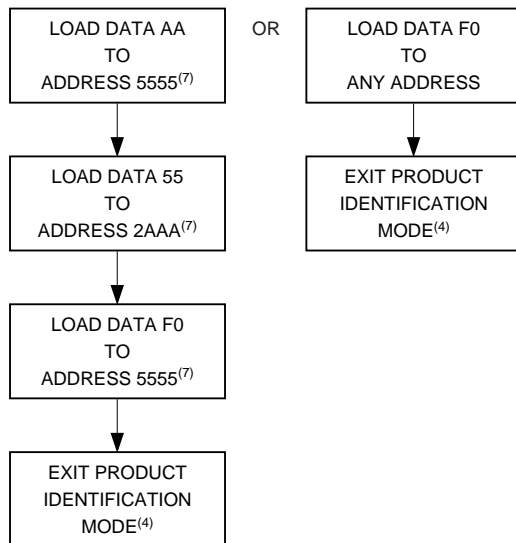 LOAD DATA AA
TO
ADDRESS 5555(7)
LOAD DATA 55
TO
ADDRESS 2AAA(7)
LOAD DATA F0
TO
ADDRESS 5555(7)
EXIT PRODUCT
IDENTIFICATION
MODE(4)
OR
LOAD DATA F0
TO
ANY ADDRESS
EXIT PRODUCT
IDENTIFICATION
MODE(4)